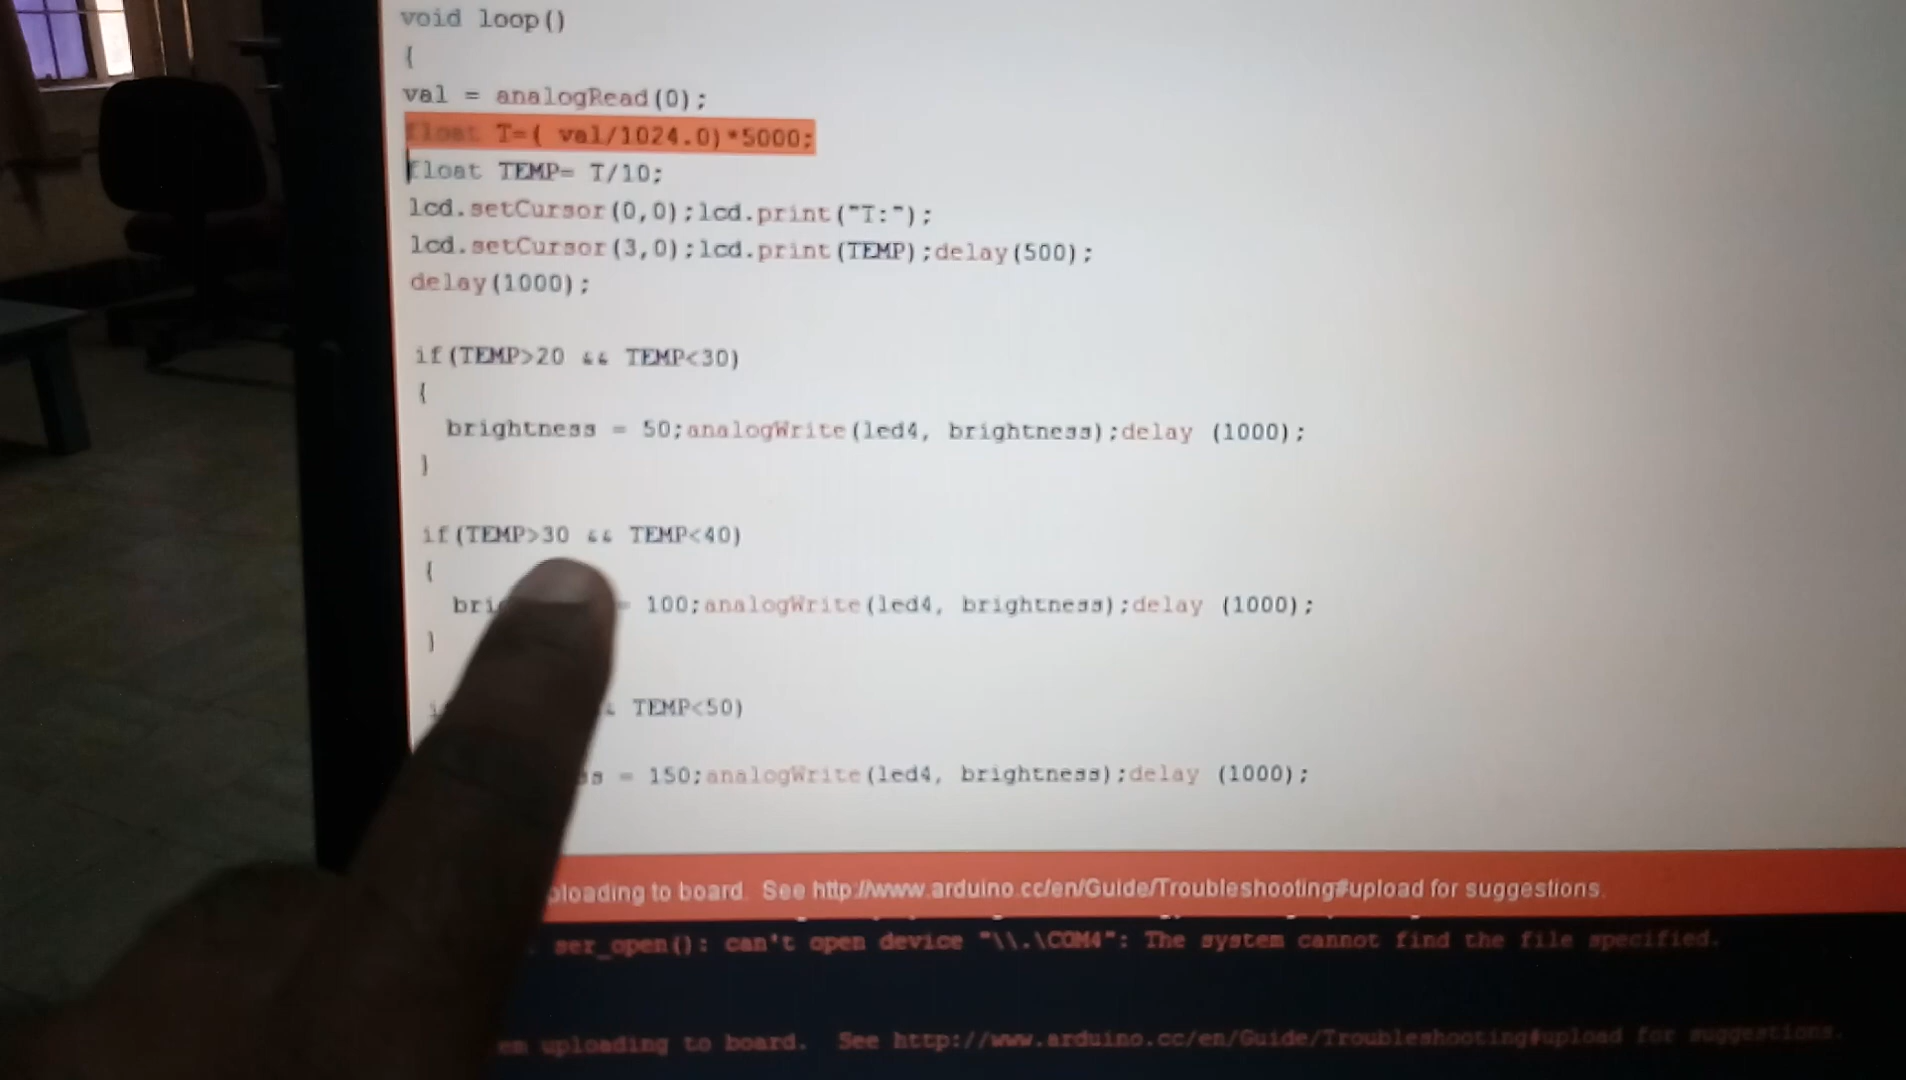 void loop()
{
val = analogRead(0);
float T=( val/1024.0)*5000;
float TEMP= T/10;
lcd.setCursor(0,0);lcd.print("T:");
lcd.setCursor(3,0);lcd.print(TEMP);delay(500);
delay(1000);
if(TEMP>20 && TEMP<30)
{
brightness = 50;analogWrite(led4, brightness);delay (1000);
}
if(TEMP>30 && TEMP<40)
{
= 100;analogWrite(led4, brightness);delay (1000);
}
TEMP<50)
= 150;analogWrite(led4, brightness);delay (1000);
to board. See http://www.arduino.cc/en/Guide/Troubleshooting#upload for suggestions.
ser_open(): can't open device "\\.\COM4": The system cannot find the file specified.
uploading to board. See http://www.arduino.cc/en/Guide/Troubleshooting#upload for suggestions.